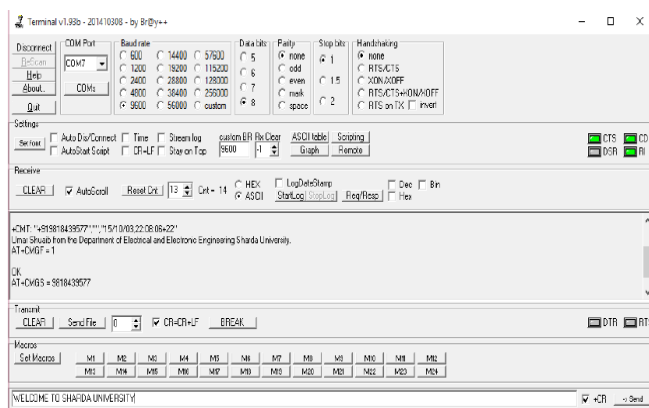 Terminal v1.93b - 20141030B - by Br@y++
Disconnect
ReScan
Help
About..
Quit
COM Port
COM7
COMs
Baud rate
600 14400 57600
1200 19200 115200
2400 28800 128000
4800 38400 256000
9600 56000 custom
Data bits
5
6
7
8
Parity
none
odd
even
mark
space
Stop bits
1
1.5
2
Handshaking
none
RTS/CTS
XON/XOFF
RTS/CTS+XON/XOFF
RTS on TX invert
Settings
Set font
Auto Dis/Connect Time Stream log custom BR Rx Clear ASCII table Scripting
AutoStart Script CR=LF Stay on Top 9600 -1 Graph Remote
CTS CD
DSR RI
Receive
CLEAR AutoScroll Reset Cnt 13 Cnt = 14 HEX ASCII LogDateStamp StartLog StopLog Req/Resp Dec Bin Hex
+CMT: "+919818439577","","15/10/03,22:08:06+22"
Umar Shuaib from the Department of Electrical and Electronic Engineering Sharda University.
AT+CMGF = 1
OK
AT+CMGS = 9818439577
Transmit
CLEAR Send File 0 CR=CR+LF BREAK DTR RTS
Macros
Set Macros M1 M2 M3 M4 M5 M6 M7 M8 M9 M10 M11 M12
M13 M14 M15 M16 M17 M18 M19 M20 M21 M22 M23 M24
WELCOME TO SHARDA UNIVERSITY +CR -> Send